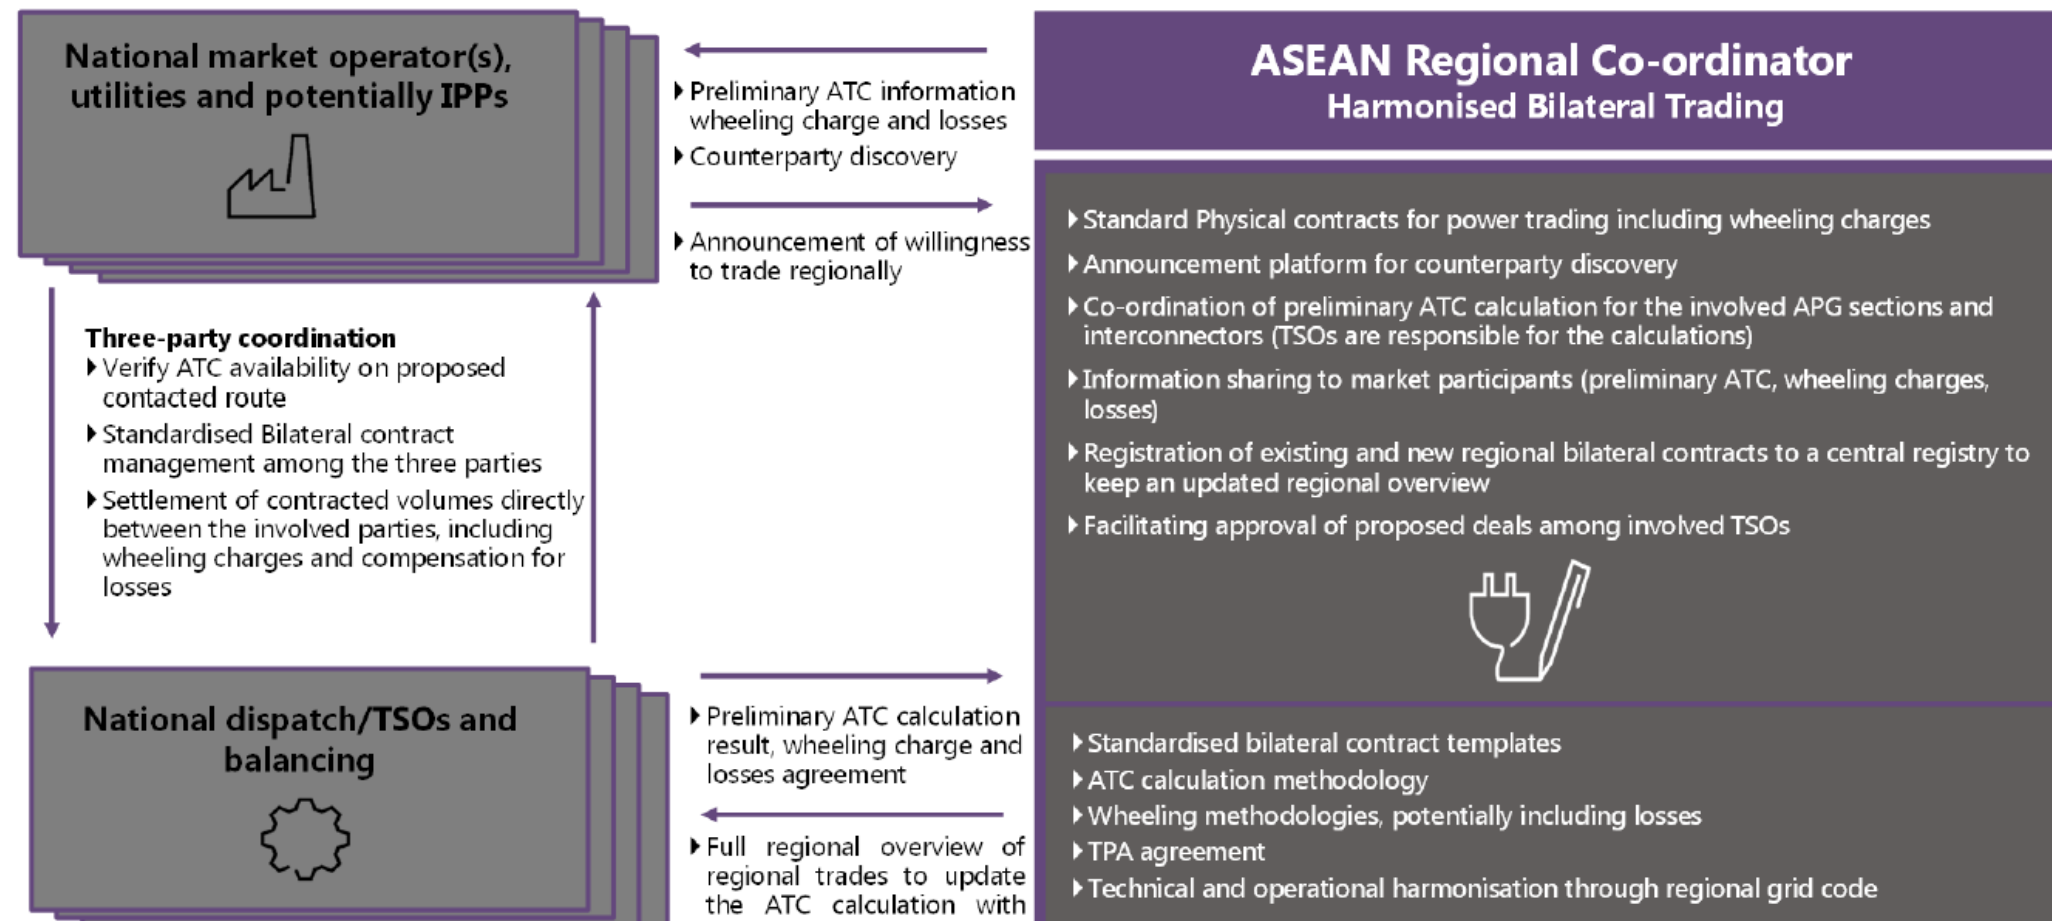 National market operator(s),
utilities and potentially IPPs
Preliminary ATC information
wheeling charge and losses
Counterparty discovery
Announcement of willingness
to trade regionally
Three-party coordination
Verify ATC availability on proposed
contacted route
Standardised Bilateral contract
management among the three parties
Settlement of contracted volumes directly
between the involved parties, including
wheeling charges and compensation for
losses
National dispatch/TSOs and
balancing
Preliminary ATC calculation
result, wheeling charge and
losses agreement
Full regional overview of
regional trades to update
the ATC calculation with
ASEAN Regional Co-ordinator
Harmonised Bilateral Trading
Standard Physical contracts for power trading including wheeling charges
Announcement platform for counterparty discovery
Co-ordination of preliminary ATC calculation for the involved APG sections and
interconnectors (TSOs are responsible for the calculations)
Information sharing to market participants (preliminary ATC, wheeling charges,
losses)
Registration of existing and new regional bilateral contracts to a central registry to
keep an updated regional overview
Facilitating approval of proposed deals among involved TSOs
Standardised bilateral contract templates
ATC calculation methodology
Wheeling methodologies, potentially including losses
TPA agreement
Technical and operational harmonisation through regional grid code